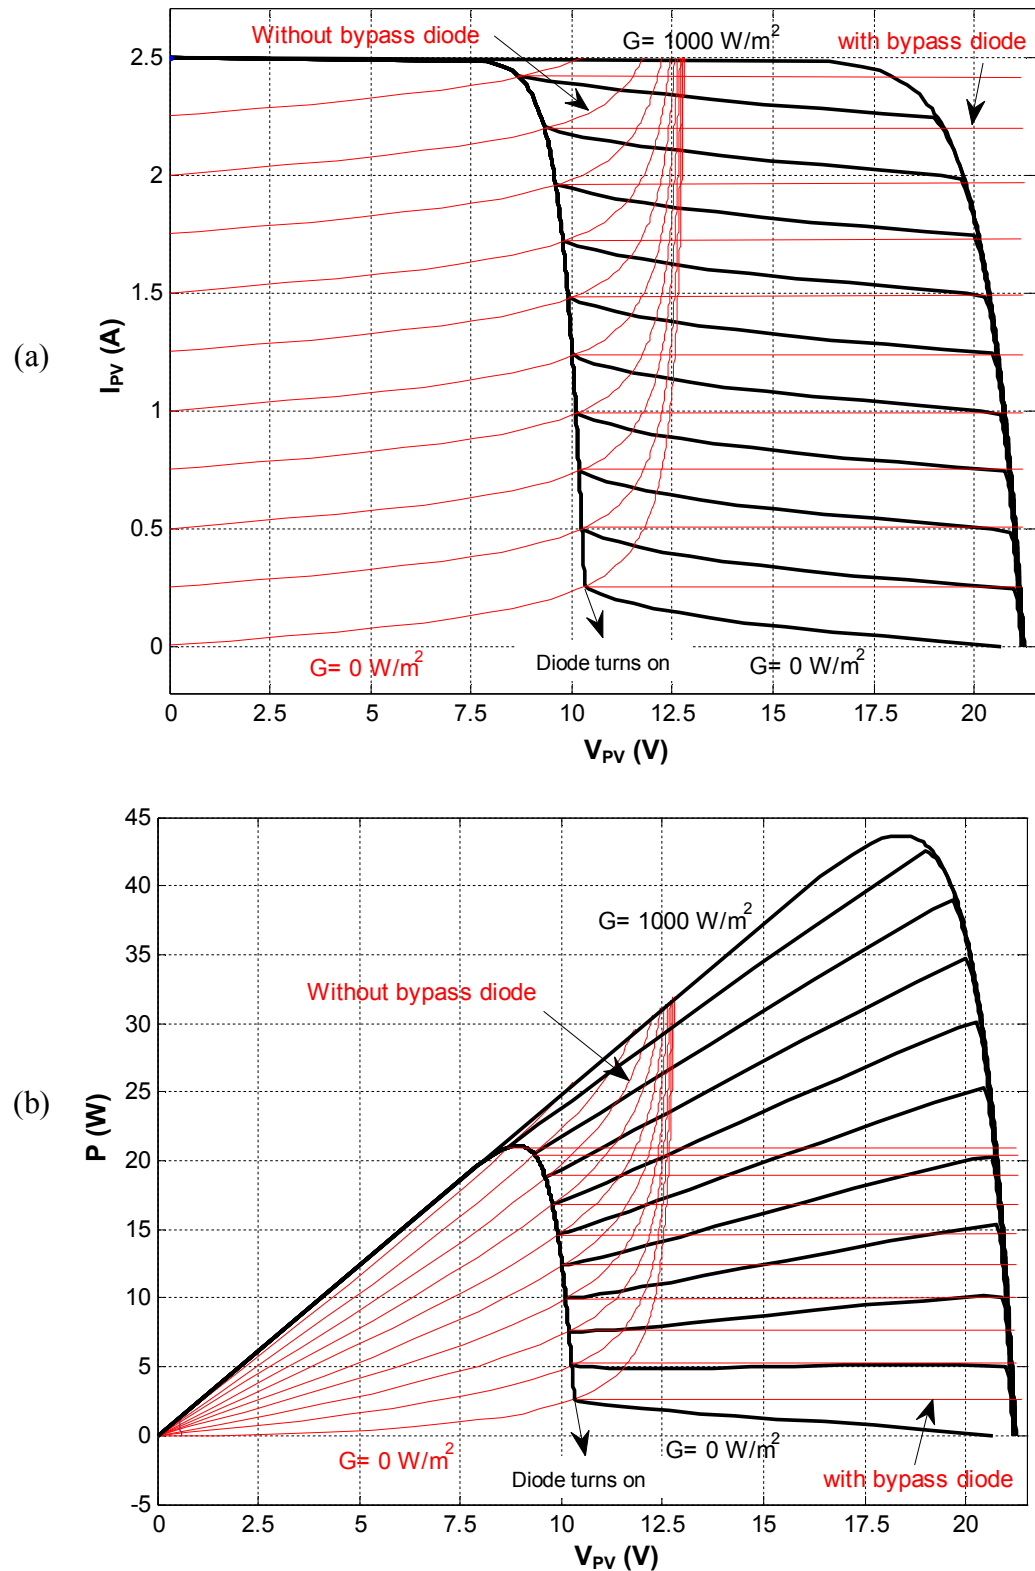 Without bypass diode
G= 1000 W/m²
with bypass diode
2.5
2
1.5
1
0.5
0
I_PV (A)
(a)
G= 0 W/m²
Diode turns on
G= 0 W/m²
0 2.5 5 7.5 10 12.5 15 17.5 20
V_PV (V)
45
40
35
30
25
20
15
10
5
0
-5
P (W)
(b)
G= 1000 W/m²
Without bypass diode
G= 0 W/m²
Diode turns on
G= 0 W/m²
with bypass diode
0 2.5 5 7.5 10 12.5 15 17.5 20
V_PV (V)